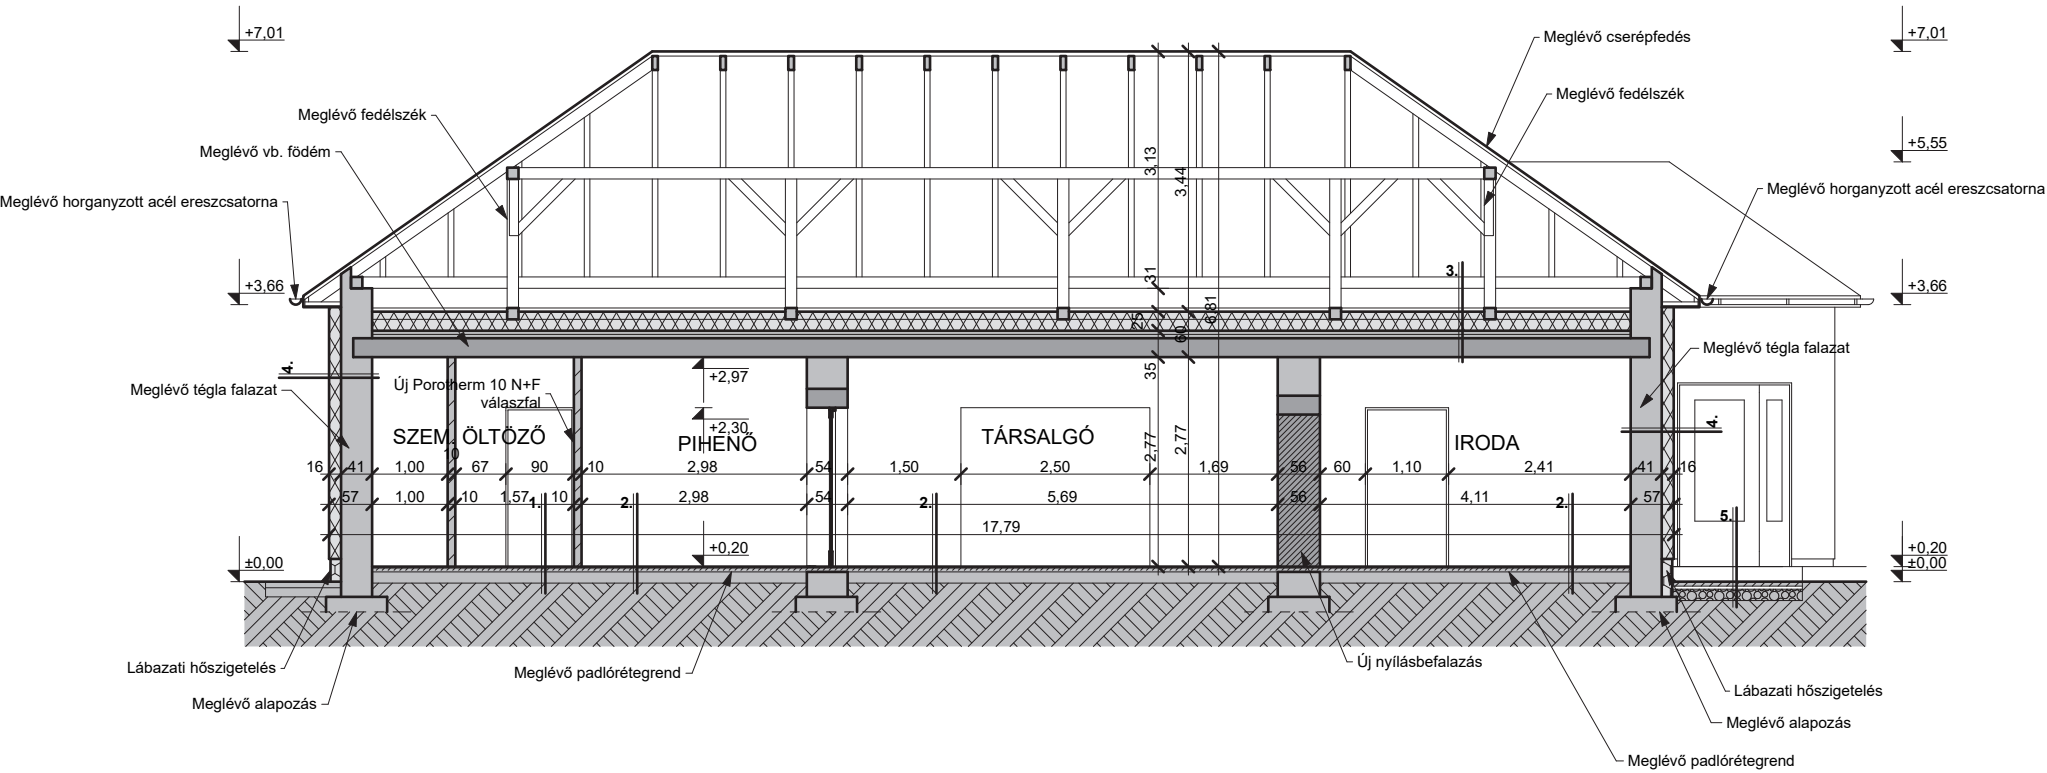 +7,01
+7,01
Meglévő cserépfedés
Meglévő fedélszék
Meglévő fedélszék
Meglévő vb. födém
+5,55
3,13
3,44
Meglévő horganyzott acél ereszcsatorna
Meglévő horganyzott acél ereszcsatorna
3.
31
+3,66
+3,66
6,81
25
60
4.
Meglévő tégla falazat
35
+2,97
Meglévő tégla falazat
Új Porotherm 10 N+F
válaszfal
+2,30
4.
SZEM. ÖLTÖZŐ
PIHENŐ
TÁRSALGÓ
IRODA
10
2,77
2,77
16
41
1,00
67
90
10
2,98
54
1,50
2,50
1,69
56
60
1,10
2,41
41
16
57
1,00
10
1,57
10
2,98
54
5,69
56
4,11
57
1.
2.
2.
2.
5.
17,79
+0,20
+0,20
±0,00
±0,00
Lábazati hőszigetelés
Meglévő padlórétegrend
Új nyílásbefalazás
Lábazati hőszigetelés
Meglévő alapozás
Meglévő alapozás
Meglévő padlórétegrend